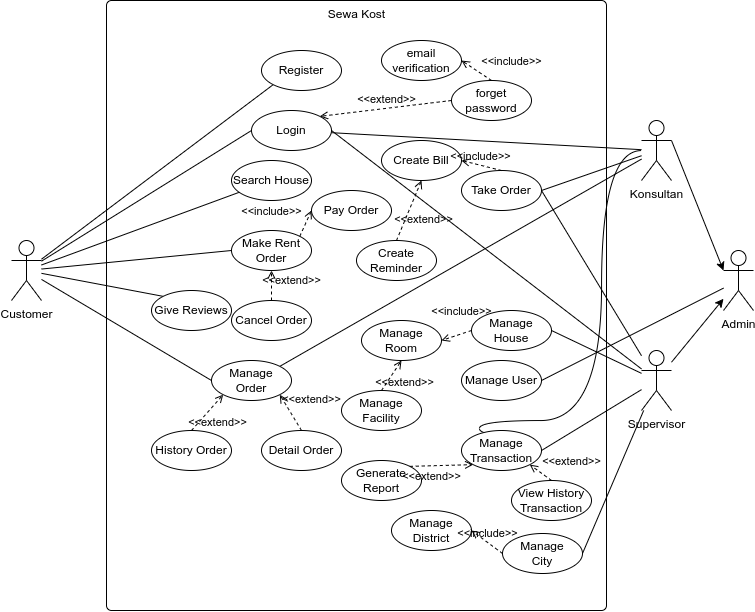 Sewa Kost
email
verification
<<include>>
Register
<<extend>>
forget
password
Login
Create Bill
<<include>>
Konsultan
Search House
Take Order
<<include>>
Pay Order
<<extend>>
Make Rent
Order
Create
Reminder
<<extend>>
Customer
Give Reviews
Cancel Order
Admin
<<include>>
Manage
House
Manage
Room
Manage
Order
<<extend>>
Manage User
<<extend>>
Manage
Facility
<<extend>>
Supervisor
History Order
Detail Order
Manage
Transaction
<<extend>>
Generate
Report
<<extend>>
View History
Transaction
Manage
District
<<include>>
Manage
City